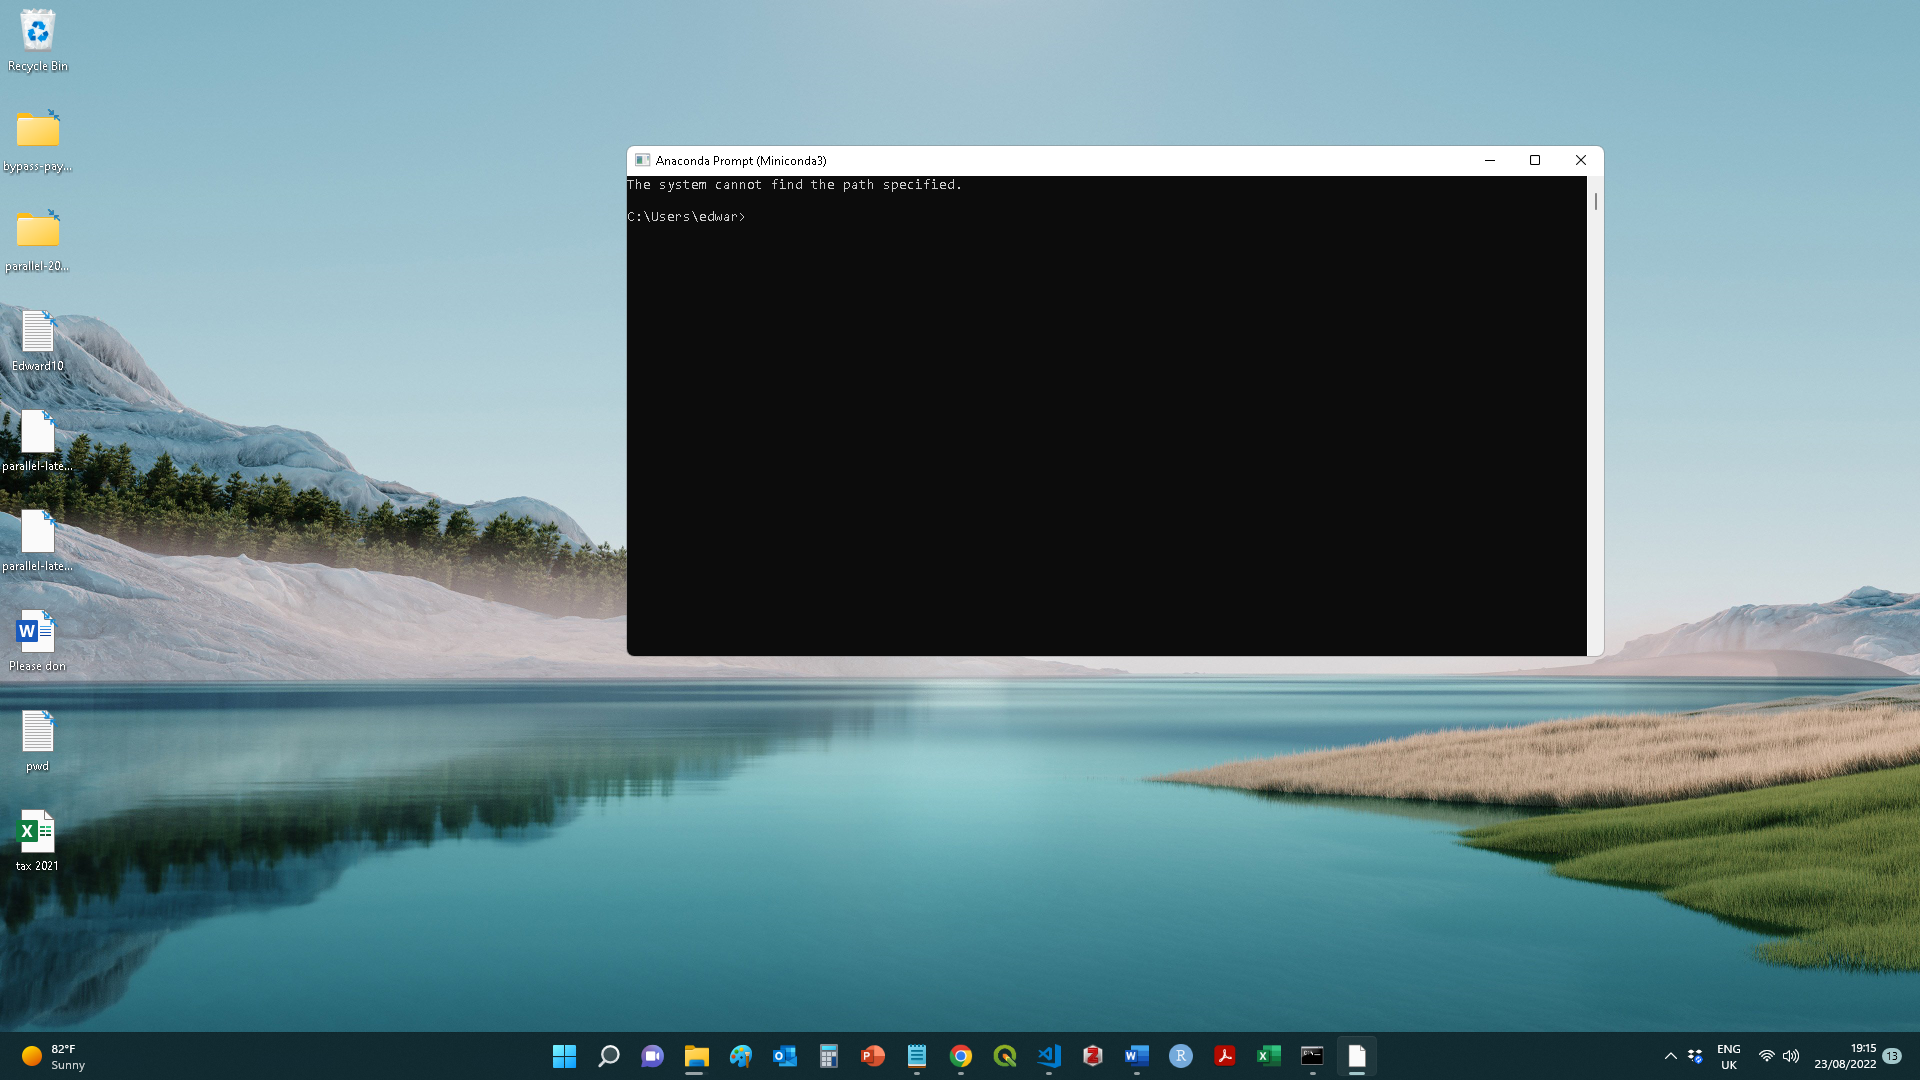 Recycle Bin
bypass-pay...
parallel-20...
Edward10
parallel-late...
parallel-late...
Please don
pwd
tax 2021
Anaconda Prompt (Miniconda3)
The system cannot find the path specified.
C:\Users\edwar>
82°F
Sunny
ENG
UK
19:15
23/08/2022
13